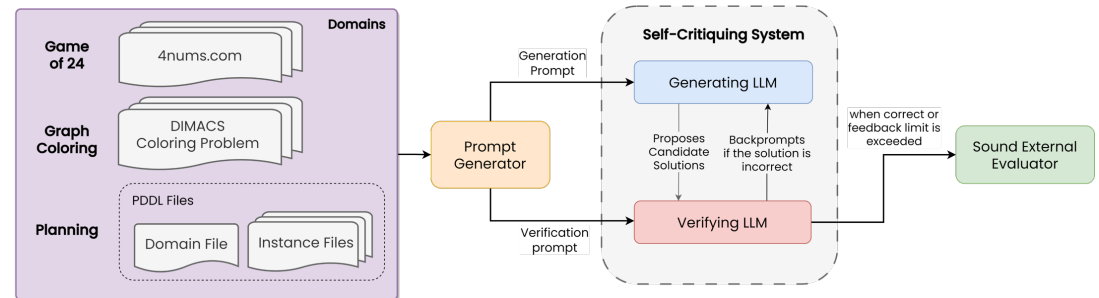 Domains
Game
of 24
4nums.com
Graph
Coloring
DIMACS
Coloring Problem
Planning
PDDL Files
Domain File
Instance Files
Prompt
Generator
Generation
Prompt
Verification
prompt
Self-Critiquing System
Generating LLM
Proposes
Candidate
Solutions
Backprompts
if the solution is
incorrect
Verifying LLM
when correct or
feedback limit is
exceeded
Sound External
Evaluator